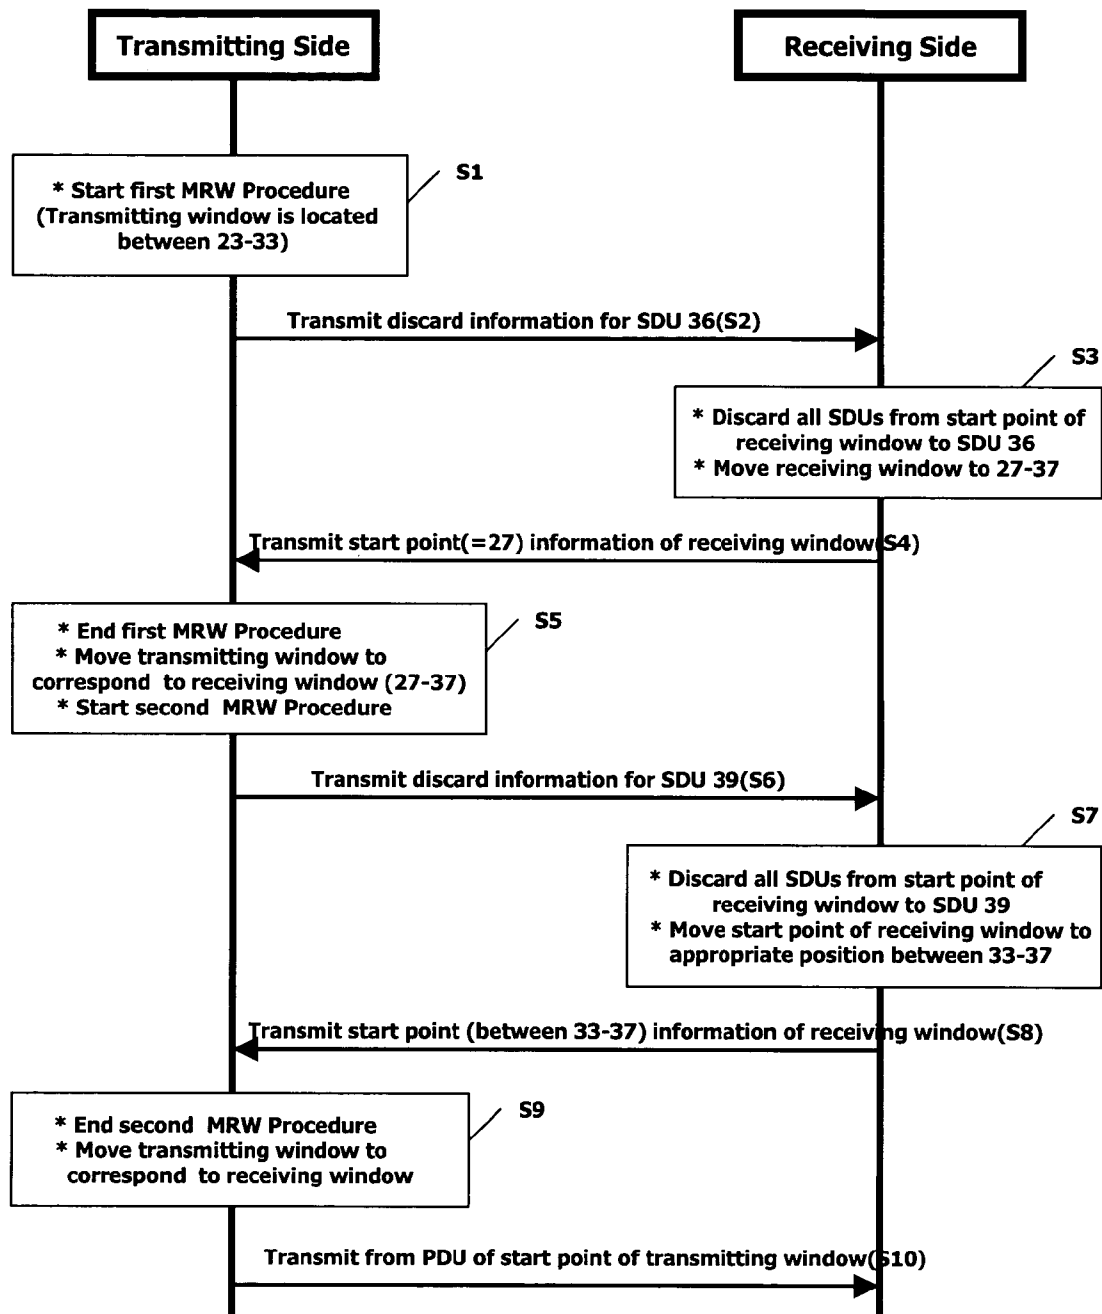 Transmitting Side
Receiving Side
* Start first MRW Procedure
(Transmitting window is located
between 23-33)
S1
Transmit discard information for SDU 36(S2)
S3
* Discard all SDUs from start point of
receiving window to SDU 36
* Move receiving window to 27-37
Transmit start point(=27) information of receiving window(S4)
* End first MRW Procedure
* Move transmitting window to
correspond to receiving window (27-37)
* Start second MRW Procedure
S5
Transmit discard information for SDU 39(S6)
S7
* Discard all SDUs from start point of
receiving window to SDU 39
* Move start point of receiving window to
appropriate position between 33-37
Transmit start point (between 33-37) information of receiving window(S8)
* End second MRW Procedure
* Move transmitting window to
correspond to receiving window
S9
Transmit from PDU of start point of transmitting window(S10)